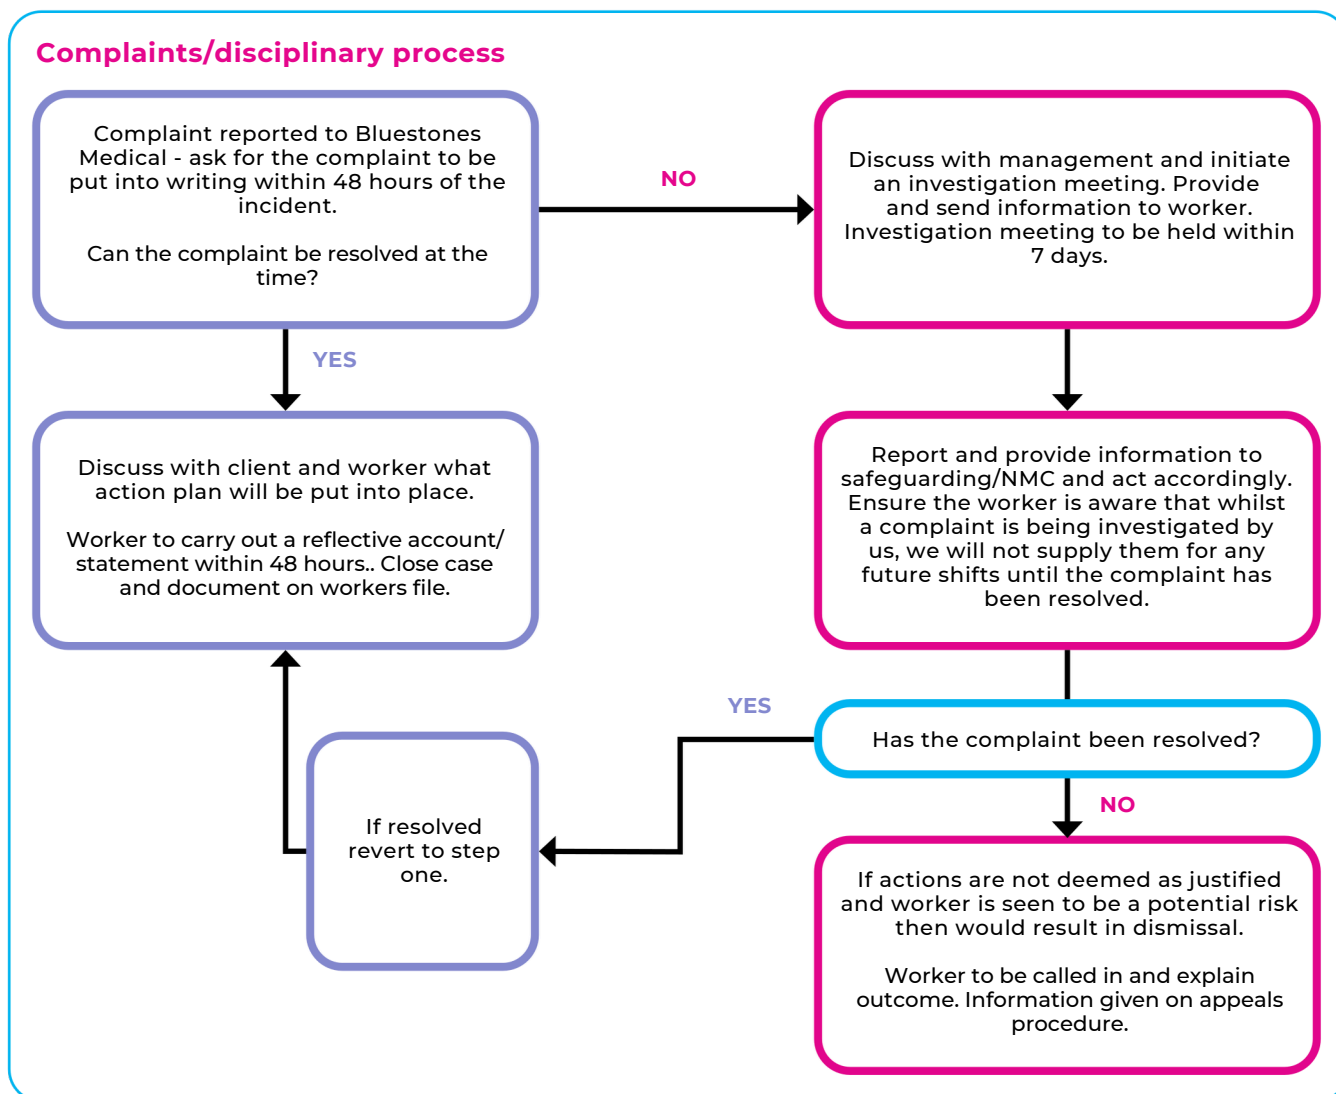 Complaints/disciplinary process
Complaint reported to Bluestones
Medical - ask for the complaint to be
put into writing within 48 hours of the
incident.
Can the complaint be resolved at the
time?
NO
Discuss with management and initiate
an investigation meeting. Provide
and send information to worker.
Investigation meeting to be held within
7 days.
YES
Discuss with client and worker what
action plan will be put into place.
Worker to carry out a reflective account/
statement within 48 hours.. Close case
and document on workers file.
Report and provide information to
safeguarding/NMC and act accordingly.
Ensure the worker is aware that whilst
a complaint is being investigated by
us, we will not supply them for any
future shifts until the complaint has
been resolved.
YES
Has the complaint been resolved?
If resolved
revert to step
one.
NO
If actions are not deemed as justified
and worker is seen to be a potential risk
then would result in dismissal.
Worker to be called in and explain
outcome. Information given on appeals
procedure.